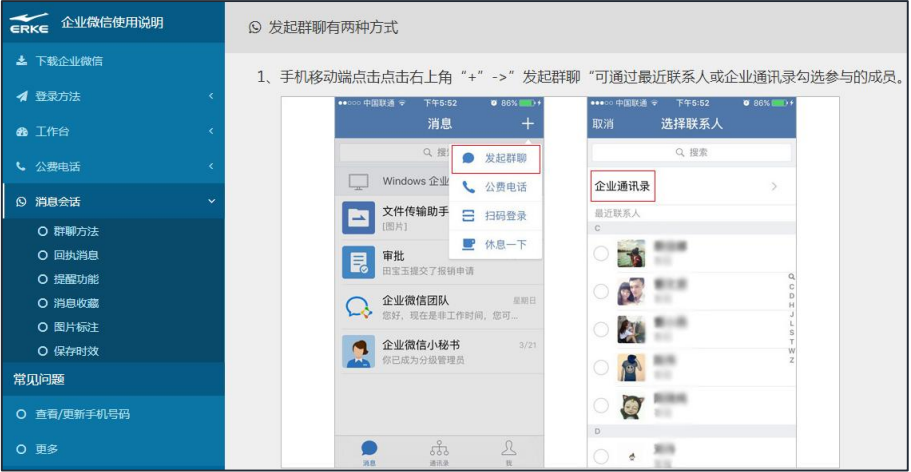 ERKE 企业微信使用说明
下载企业微信
登录方法
工作台
公费电话
消息会话
群聊方法
回执消息
提醒功能
消息收藏
图片标注
保存时效
常见问题
查看/更新手机号码
更多
发起群聊有两种方式
1、手机移动端点击点击右上角“+”->”发起群聊“可通过最近联系人或企业通讯录勾选参与的成员。
中国联通 下午5:52 86%
消息 +
搜
发起群聊
公费电话
扫码登录
休息一下
Windows 企业
文件传输助手
[图片]
审批
田宝玉提交了报销申请
企业微信团队 星期日
您好，现在是非工作时间，您可...
企业微信小秘书 3/21
你已成为分级管理员
消息 通讯录 我
中国联通 下午5:52 86%
取消 选择联系人
搜索
企业通讯录
最近联系人
C
D
Q
C
D
H
J
L
S
T
W
Z